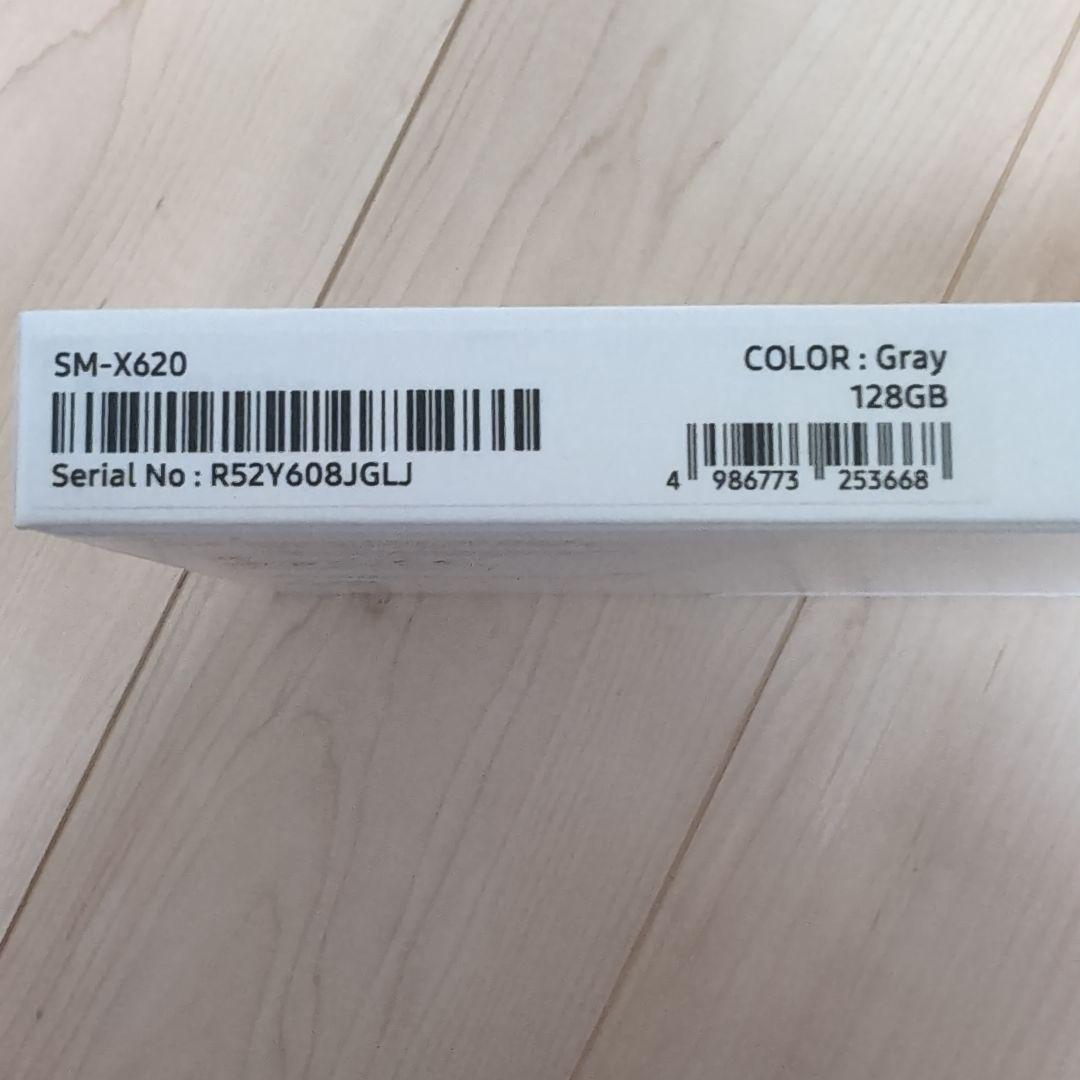 SM-X620
Serial No : R52Y608JGLJ
COLOR : Gray
128GB
4 986773 253668